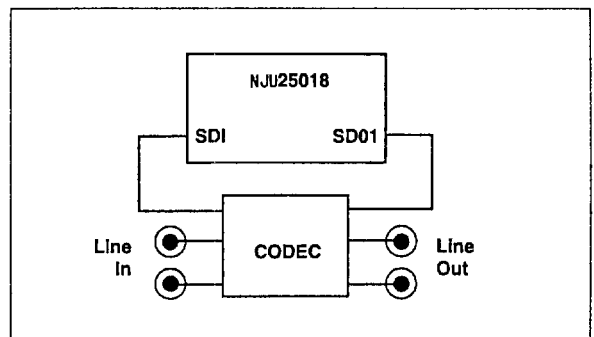 NJU25018
SDI
SD01
Line
In
CODEC
Line
Out